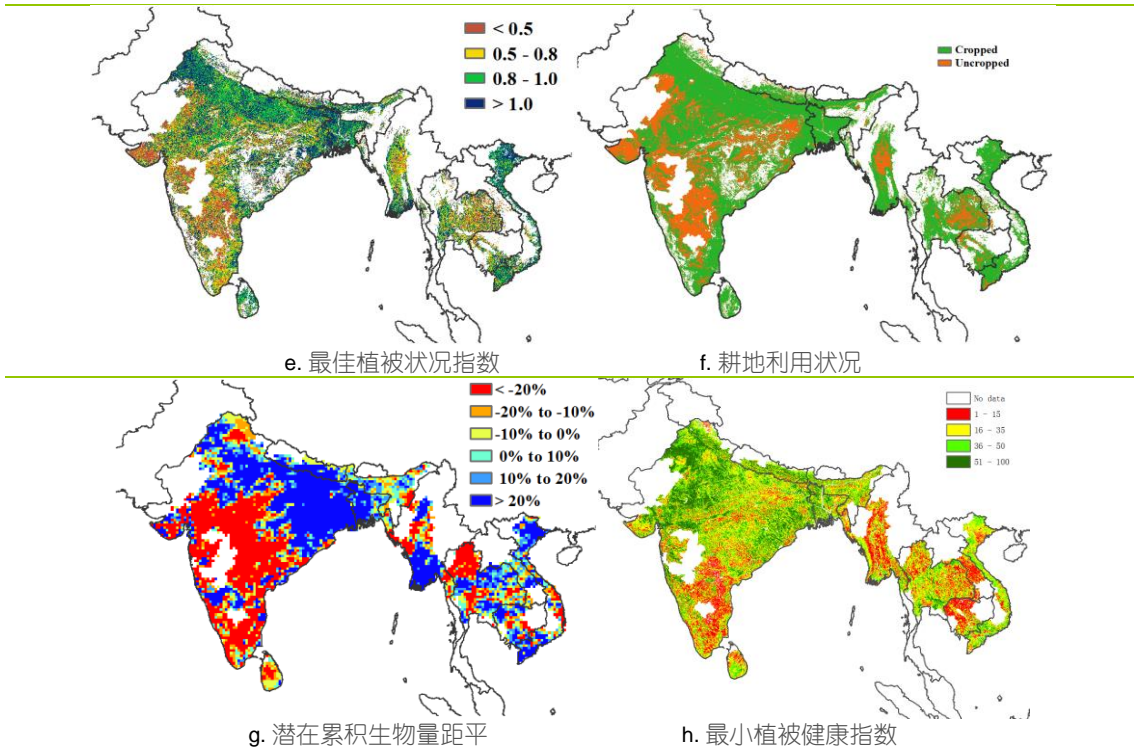 < 0.5
0.5 - 0.8
0.8 - 1.0
> 1.0
Cropped
Uncropped
e. 最佳植被状况指数
f. 耕地利用状况
< -20%
-20% to -10%
-10% to 0%
0% to 10%
10% to 20%
> 20%
No data
1 - 15
16 - 35
36 - 50
51 - 100
g. 潜在累积生物量距平
h. 最小植被健康指数